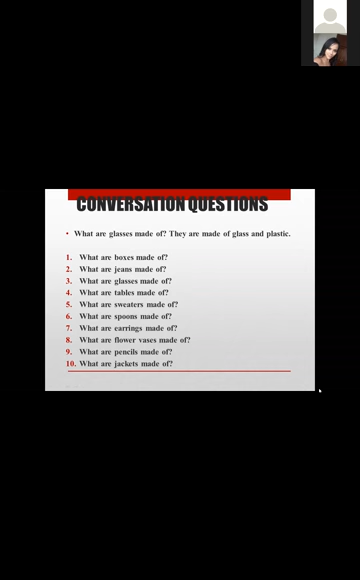 CONVERSATION QUESTIONS
• What are glasses made of? They are made of glass and plastic.
1. What are boxes made of?
2. What are jeans made of?
3. What are glasses made of?
4. What are tables made of?
5. What are sweaters made of?
6. What are spoons made of?
7. What are earrings made of?
8. What are flower vases made of?
9. What are pencils made of?
10. What are jackets made of?